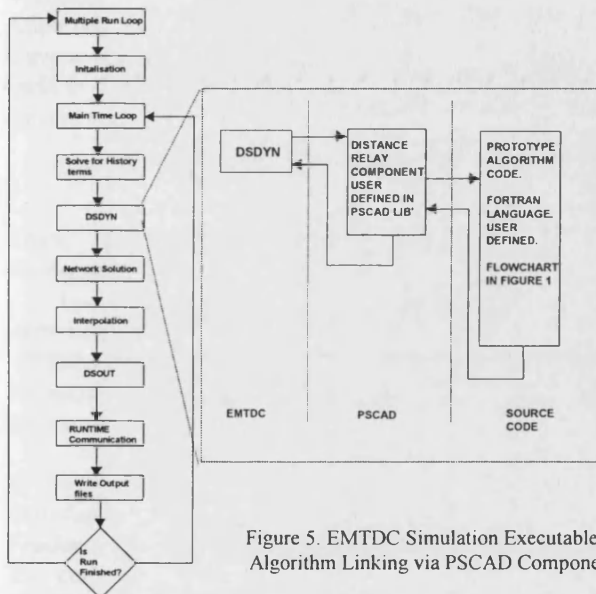 Multiple Run Loop
Initalisation
Main Time Loop
Solve for History
terms
DSDYN
Network Solution
Interpolation
DSOUT
RUNTIME
Communication
Write Output
files
Is
Run
Finished?
DSDYN
DISTANCE
RELAY
COMPONENT
USER
DEFINED IN
PSCAD LIB'
PROTOTYPE
ALGORITHM
CODE.
FORTRAN
LANGUAGE.
USER
DEFINED.
FLOWCHART
IN FIGURE 1
EMTDC
PSCAD
SOURCE
CODE
Figure 5. EMTDC Simulation Executable
Algorithm Linking via PSCAD Compone